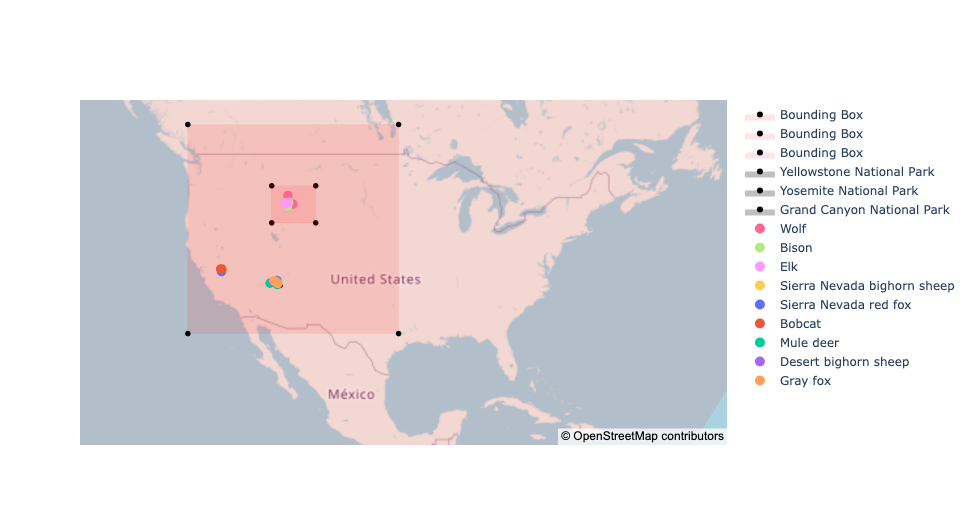 Bounding Box
Bounding Box
Bounding Box
Yellowstone National Park
Yosemite National Park
Grand Canyon National Park
Wolf
Bison
Elk
Sierra Nevada bighorn sheep
Sierra Nevada red fox
Bobcat
Mule deer
Desert bighorn sheep
Gray fox
United States
México
© OpenStreetMap contributors